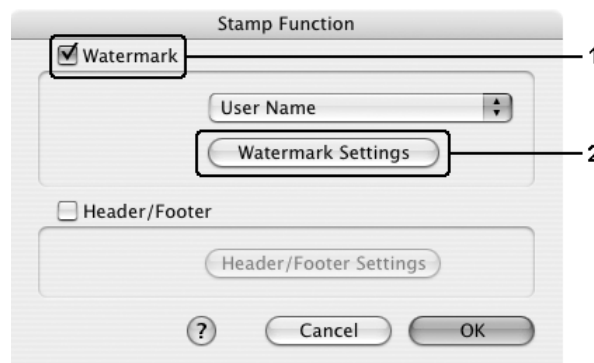 Stamp Function
Watermark
1
User Name
Watermark Settings
2
Header/Footer
Header/Footer Settings
? Cancel OK